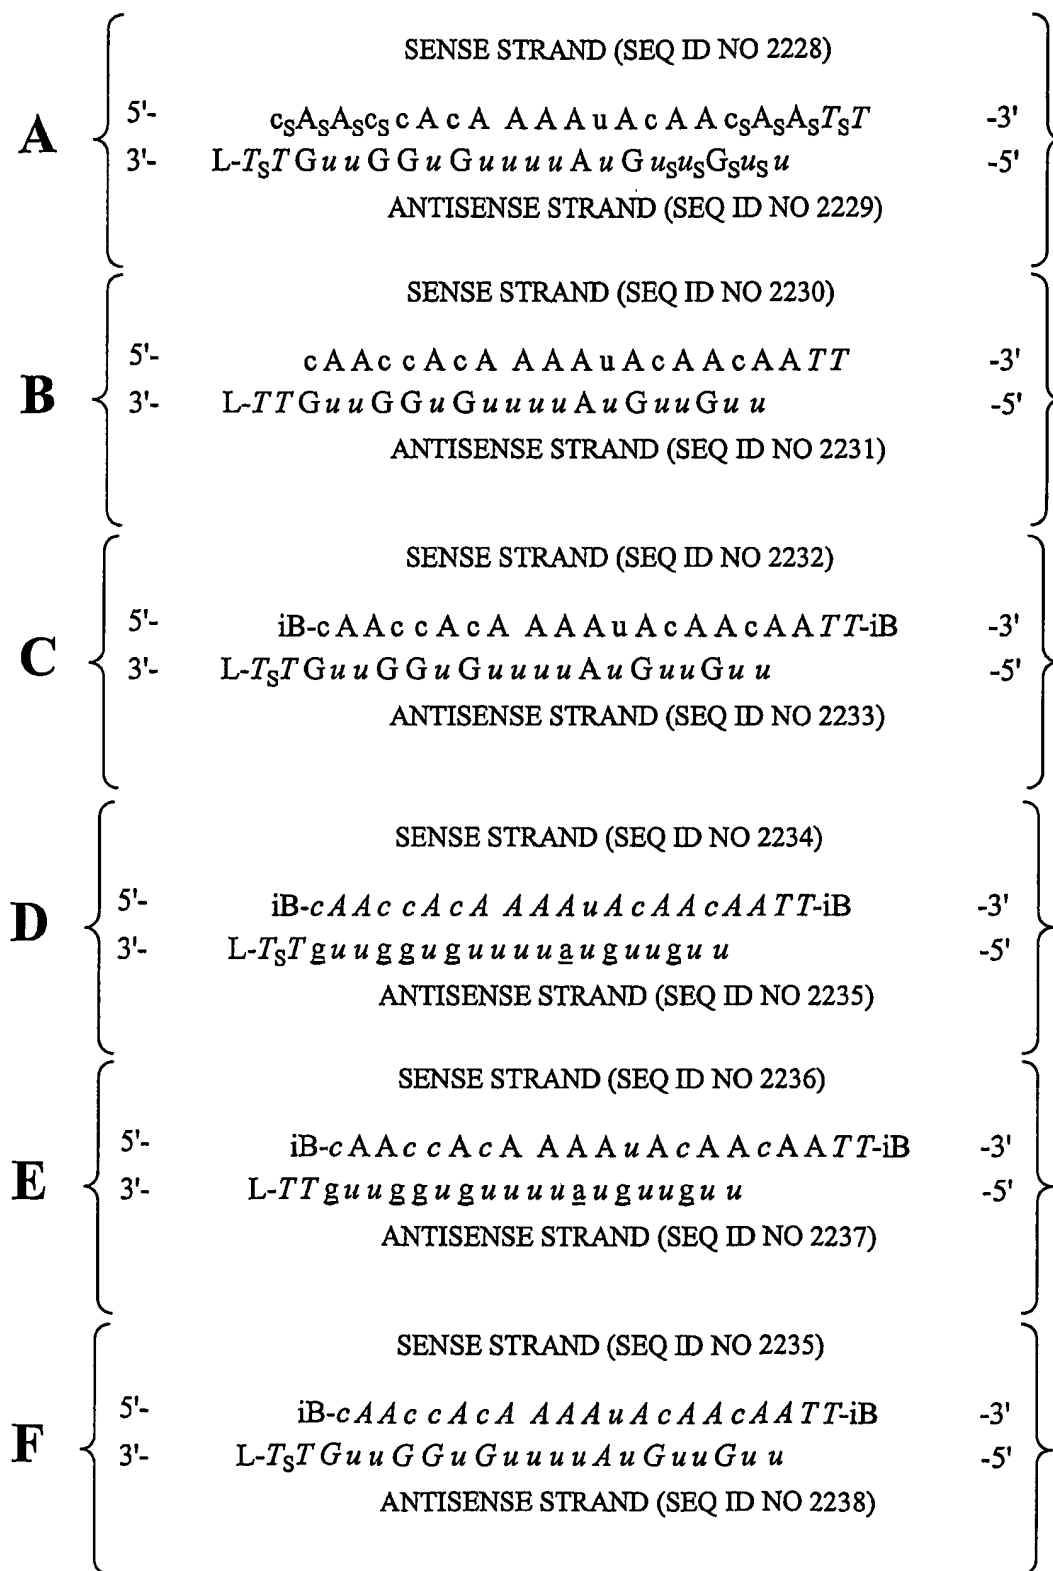 SENSE STRAND (SEQ ID NO 2228)
A
5'- cSASAScS c A c A A A A u A c A A cSASASTST -3'
3'- L-TST G u u G G u G u u u u A u G uSuSGSuS u -5'
ANTISENSE STRAND (SEQ ID NO 2229)
SENSE STRAND (SEQ ID NO 2230)
B
5'- c A A c c A c A A A A u A c A A c A A T T -3'
3'- L-T T G u u G G u G u u u u A u G u u G u u -5'
ANTISENSE STRAND (SEQ ID NO 2231)
SENSE STRAND (SEQ ID NO 2232)
C
5'- iB-c A A c c A c A A A A u A c A A c A A T T-iB -3'
3'- L-TST G u u G G u G u u u u A u G u u G u u -5'
ANTISENSE STRAND (SEQ ID NO 2233)
SENSE STRAND (SEQ ID NO 2234)
D
5'- iB-c A A c c A c A A A A u A c A A c A A T T-iB -3'
3'- L-TST g u u g g u g u u u u a u g u u g u u -5'
ANTISENSE STRAND (SEQ ID NO 2235)
SENSE STRAND (SEQ ID NO 2236)
E
5'- iB-c A A c c A c A A A A u A c A A c A A T T-iB -3'
3'- L-T T g u u g g u g u u u u a u g u u g u u -5'
ANTISENSE STRAND (SEQ ID NO 2237)
SENSE STRAND (SEQ ID NO 2235)
F
5'- iB-c A A c c A c A A A A u A c A A c A A T T-iB -3'
3'- L-TST G u u G G u G u u u u A u G u u G u u -5'
ANTISENSE STRAND (SEQ ID NO 2238)